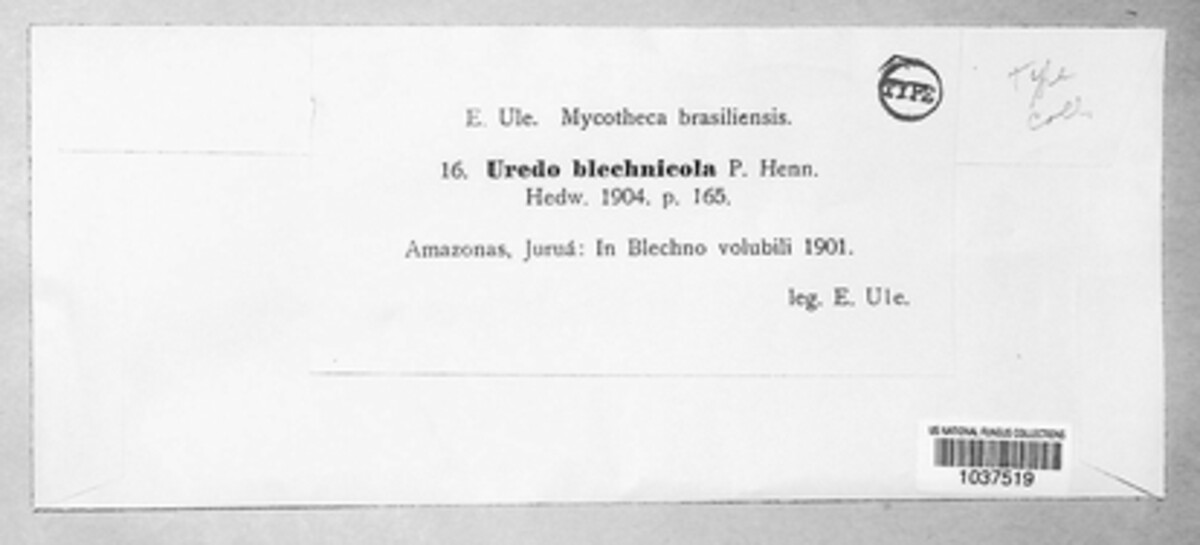 TYPE
Type
coll.
E. Ule. Mycotheca brasiliensis.
16. Uredo blechnicola P. Henn.
Hedw. 1904. p. 165.
Amazonas, Juruá: In Blechno volubili 1901.
leg. E. Ule.
US NATIONAL FUNGUS COLLECTIONS
1037519